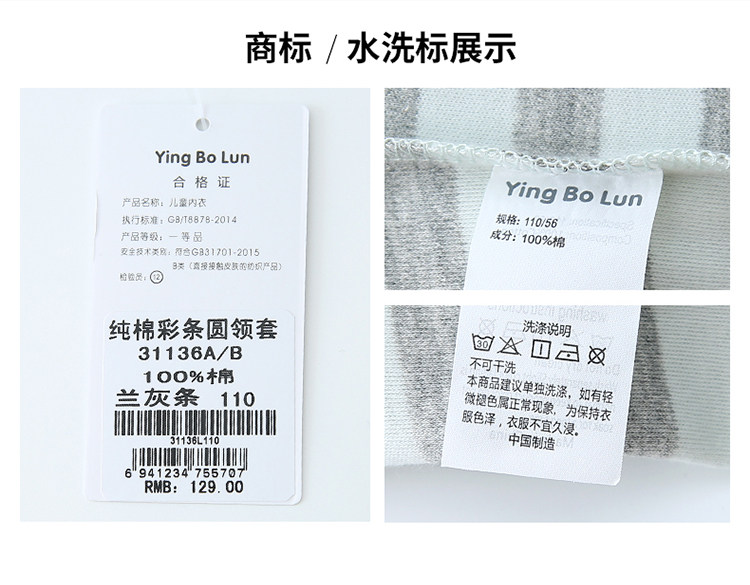 商标 / 水洗标展示
Ying Bo Lun
合 格 证
产品名称：儿童内衣
执行标准：GB/T8878-2014
产品等级：一等品
安全技术类别：符合GB31701-2015
B类（直接接触皮肤的纺织产品）
检验员：12
纯棉彩条圆领套
31136A/B
100%棉
兰灰条 110
31136L110
6 941234 755707
RMB: 129.00
Ying Bo Lun
规格：110/56
成分：100%棉
洗涤说明
30
不可干洗
本商品建议单独洗涤，如有轻
微褪色属正常现象，为保持衣
服色泽，衣服不宜久浸。
中国制造